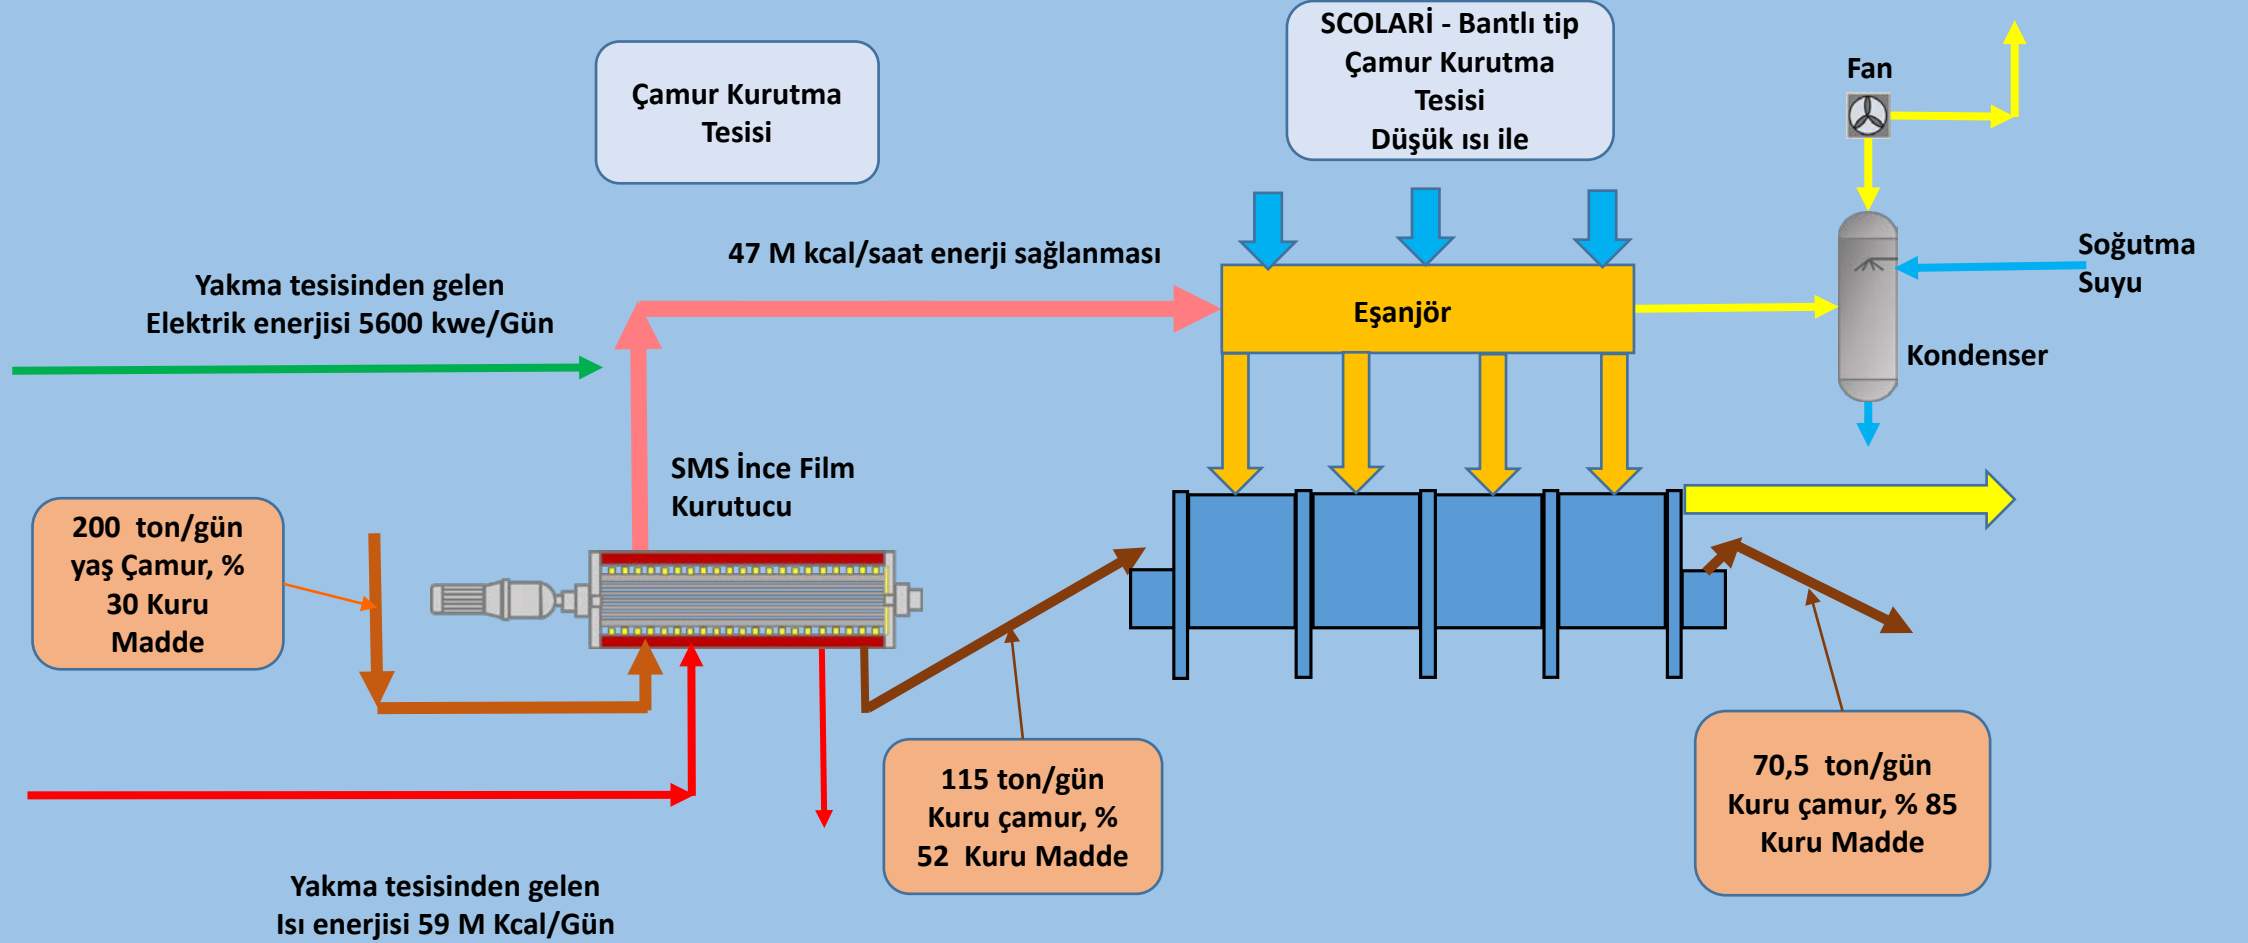 Çamur Kurutma
Tesisi
SCOLARİ - Bantlı tip
Çamur Kurutma
Tesisi
Düşük ısı ile
Fan
47 M kcal/saat enerji sağlanması
Soğutma
Suyu
Yakma tesisinden gelen
Elektrik enerjisi 5600 kwe/Gün
Eşanjör
Kondenser
SMS İnce Film
Kurutucu
200 ton/gün
yaş Çamur, %
30 Kuru
Madde
115 ton/gün
Kuru çamur, %
52 Kuru Madde
70,5 ton/gün
Kuru çamur, % 85
Kuru Madde
Yakma tesisinden gelen
Isı enerjisi 59 M Kcal/Gün